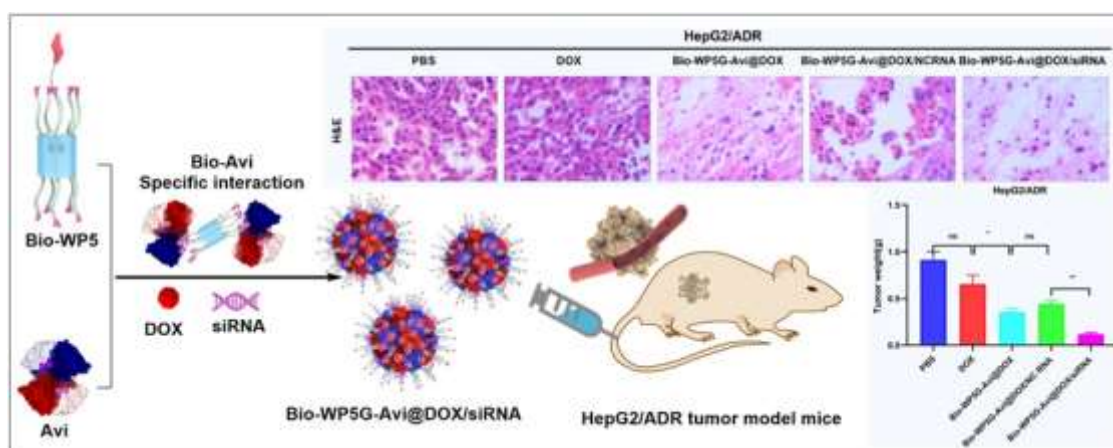 HepG2/ADR
PBS
DOX
Bio-WP5G-Avi@DOX
Bio-WP5G-Avi@DOX/NCRNA
Bio-WP5G-Avi@DOX/siRNA
H&E
Bio-WP5
Bio-Avi
Specific interaction
DOX
siRNA
Avi
Bio-WP5G-Avi@DOX/siRNA
HepG2/ADR tumor model mice
HepG2/ADR
Tumor weight(g)
1.5
1.0
0.5
0.0
ns
ns
PBS
DOX
Bio-WP5G-Avi@DOX
Bio-WP5G-Avi@DOX/NC RNA
Bio-WP5G-Avi@DOX/siRNA